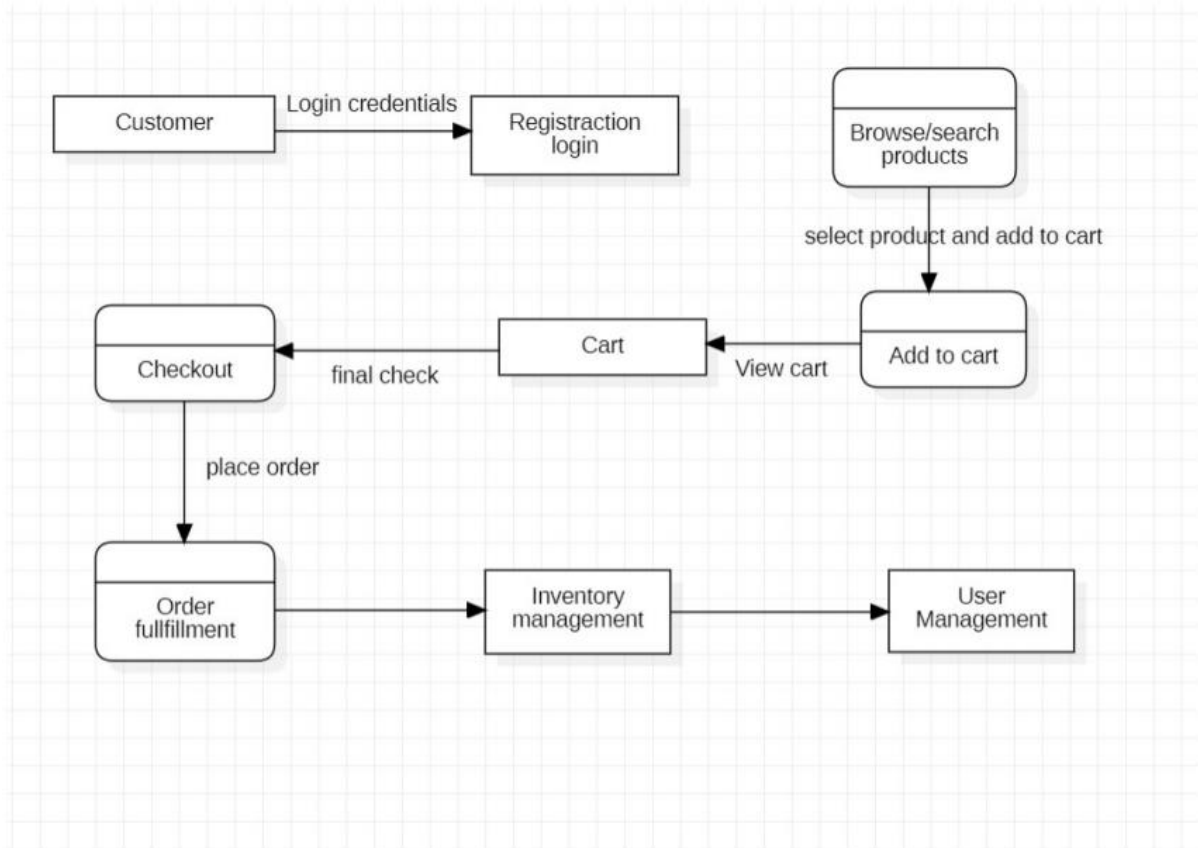 Customer
Login credentials
Registraction
login
Browse/search
products
select product and add to cart
Checkout
final check
Cart
View cart
Add to cart
place order
Order
fullfillment
Inventory
management
User
Management